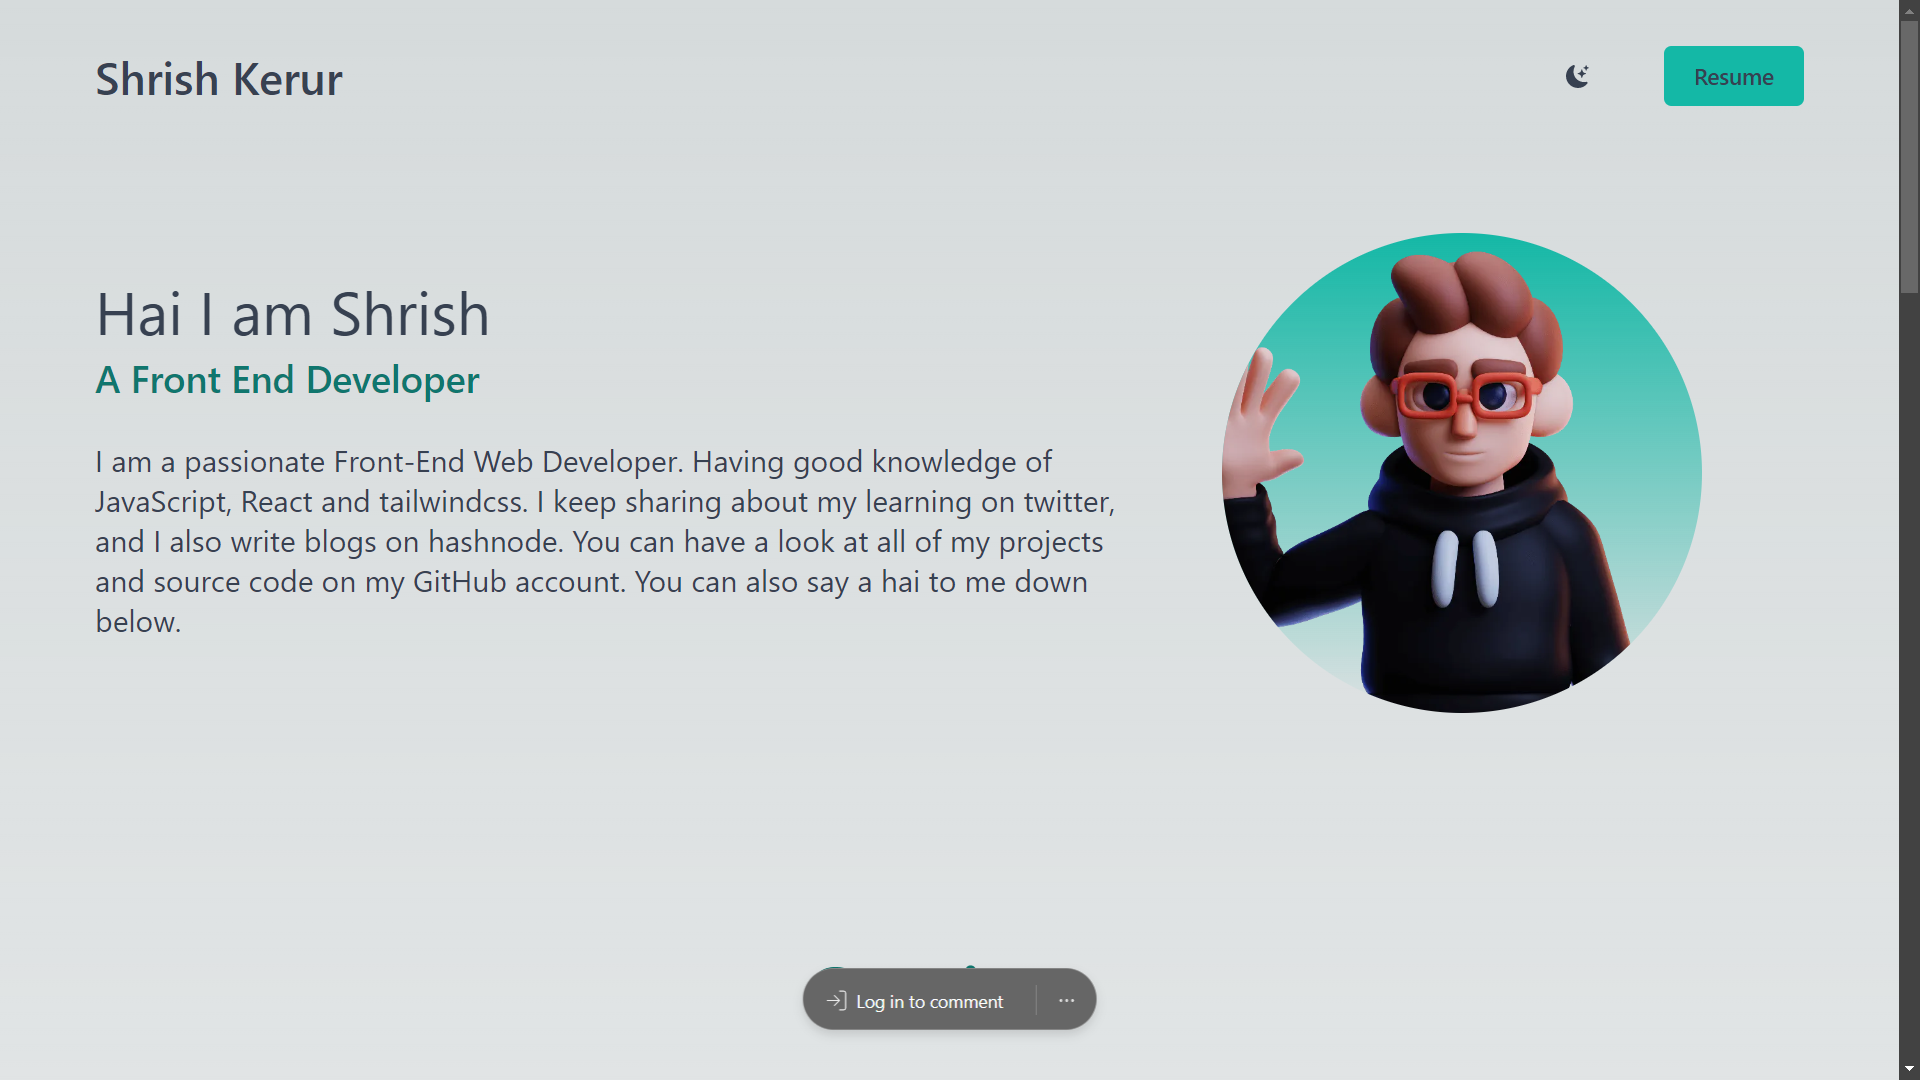 Shrish Kerur
Resume
Hai I am Shrish
A Front End Developer
I am a passionate Front-End Web Developer. Having good knowledge of
JavaScript, React and tailwindcss. I keep sharing about my learning on twitter,
and I also write blogs on hashnode. You can have a look at all of my projects
and source code on my GitHub account. You can also say a hai to me down
below.
Log in to comment